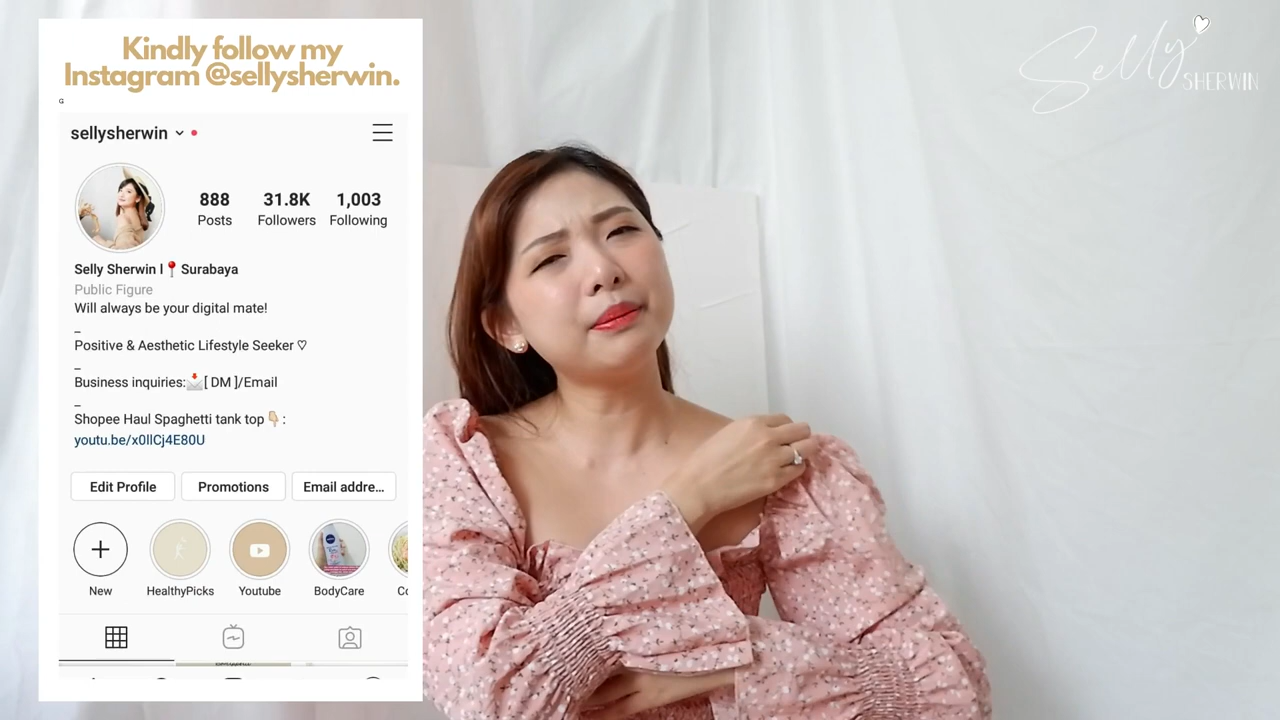 Kindly follow my
Instagram @sellysherwin.
G
sellysherwin
888 31.8K 1,003
Posts Followers Following
Selly Sherwin I📍Surabaya
Public Figure
Will always be your digital mate!
_
Positive & Aesthetic Lifestyle Seeker ♡
_
Business inquiries:📩[ DM ]/Email
_
Shopee Haul Spaghetti tank top👇🏻:
youtu.be/x0llCj4E80U
Edit Profile Promotions Email addre...
New HealthyPicks Youtube BodyCare
Selly
SHERWIN